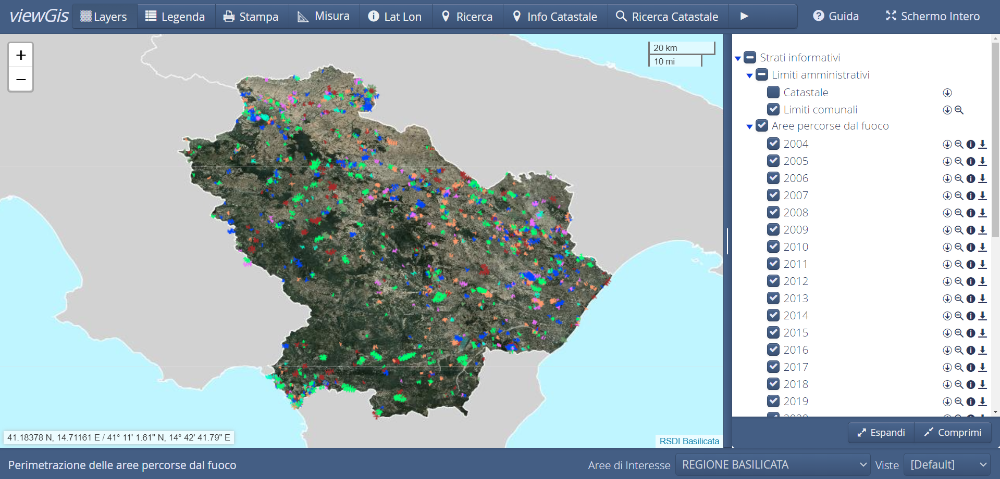 viewGis Layers Legenda Stampa Misura Lat Lon Ricerca Info Catastale Ricerca Catastale Guida Schermo Intero
+
−
20 km
10 mi
Strati informativi
Limiti amministrativi
Catastale
Limiti comunali
Aree percorse dal fuoco
2004
2005
2006
2007
2008
2009
2010
2011
2012
2013
2014
2015
2016
2017
2018
2019
2020
41.18378 N, 14.71161 E / 41° 11' 1.61" N, 14° 42' 41.79" E
RSDI Basilicata
Espandi Comprimi
Perimetrazione delle aree percorse dal fuoco
Aree di Interesse REGIONE BASILICATA Viste [Default]